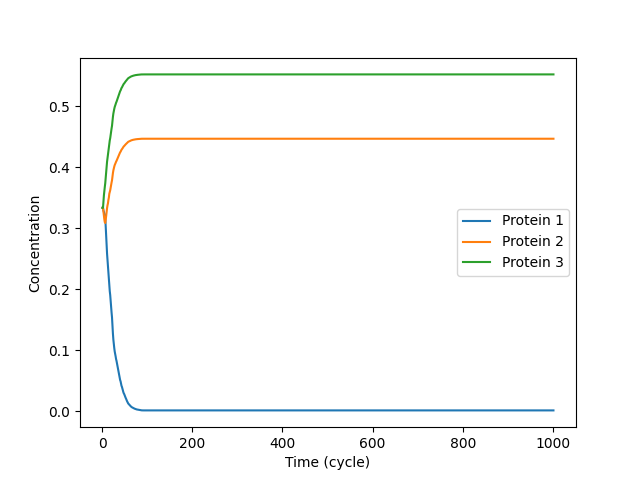 0.5
0.4
0.3
0.2
0.1
0.0
Concentration
0
200
400
600
800
1000
Time (cycle)
Protein 1
Protein 2
Protein 3